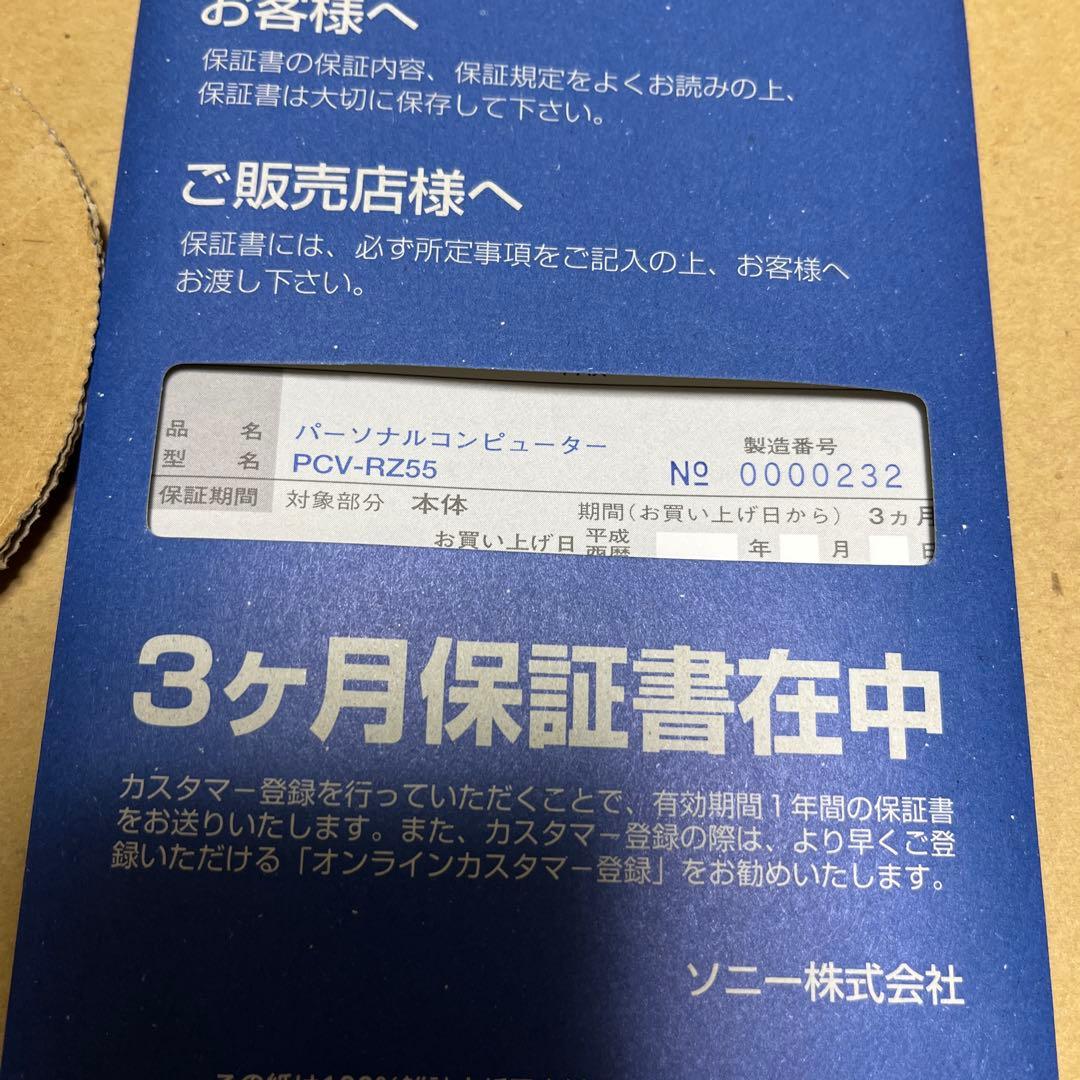 お客様へ
保証書の保証内容、保証規定をよくお読みの上、
保証書は大切に保存して下さい。
ご販売店様へ
保証書には、必ず所定事項をご記入の上、お客様へ
お渡し下さい。
品 名 パーソナルコンピューター 製造番号
型 名 PCV-RZ55 Nº 0000232
保証期間 対象部分 本体 期間(お買い上げ日から) 3ヵ月
お買い上げ日 平成 西暦 年 月 日
3ヶ月保証書在中
カスタマー登録を行っていただくことで、有効期間1年間の保証書
をお送りいたします。また、カスタマー登録の際は、より早くご登
録いただける「オンラインカスタマー登録」をお勧めいたします。
ソニー株式会社